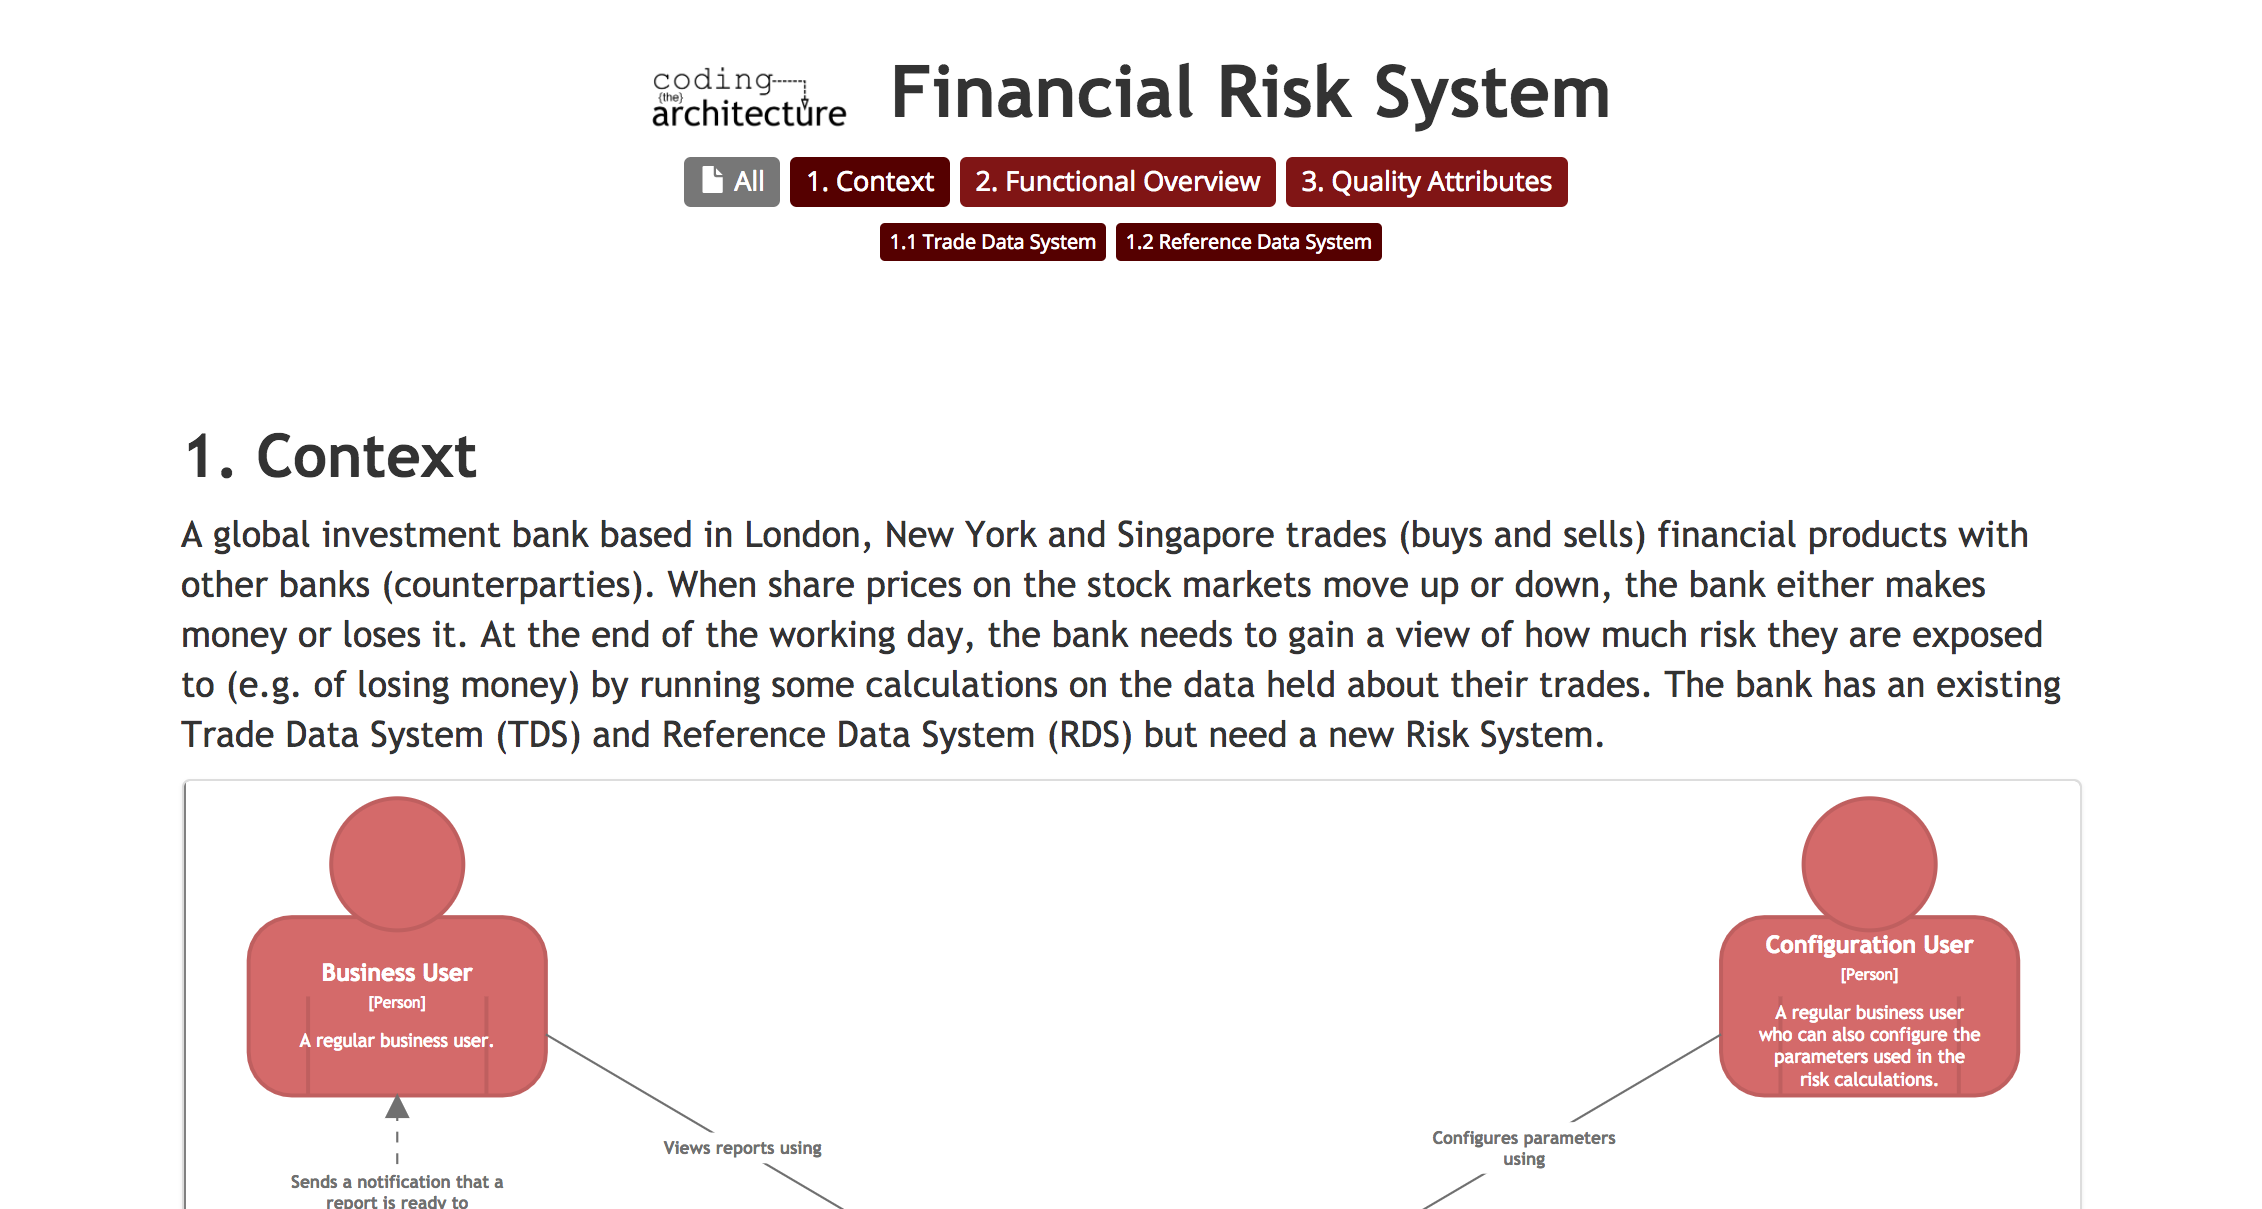 coding
{the}
architecture
Financial Risk System
All
1. Context
2. Functional Overview
3. Quality Attributes
1.1 Trade Data System
1.2 Reference Data System
1. Context
A global investment bank based in London, New York and Singapore trades (buys and sells) financial products with
other banks (counterparties). When share prices on the stock markets move up or down, the bank either makes
money or loses it. At the end of the working day, the bank needs to gain a view of how much risk they are exposed
to (e.g. of losing money) by running some calculations on the data held about their trades. The bank has an existing
Trade Data System (TDS) and Reference Data System (RDS) but need a new Risk System.
Business User
[Person]
A regular business user.
Configuration User
[Person]
A regular business user
who can also configure the
parameters used in the
risk calculations.
Views reports using
Configures parameters
using
Sends a notification that a
report is ready to